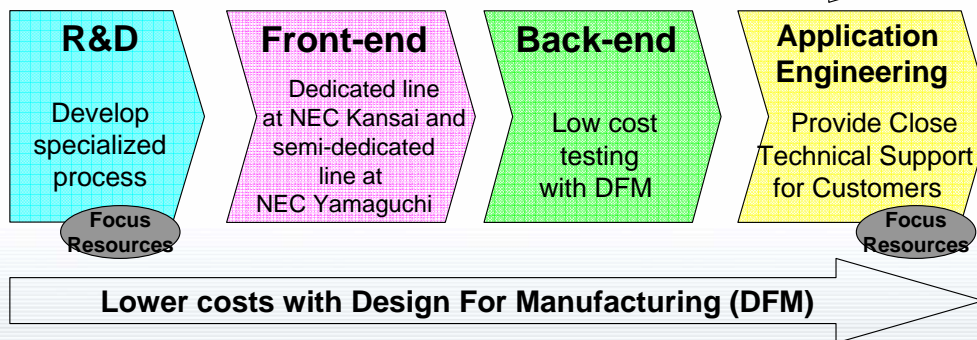 R&D
Develop
specialized
process
Focus
Resources
Front-end
Dedicated line
at NEC Kansai and
semi-dedicated
line at
NEC Yamaguchi
Back-end
Low cost
testing
with DFM
Application
Engineering
Provide Close
Technical Support
for Customers
Focus
Resources
Lower costs with Design For Manufacturing (DFM)